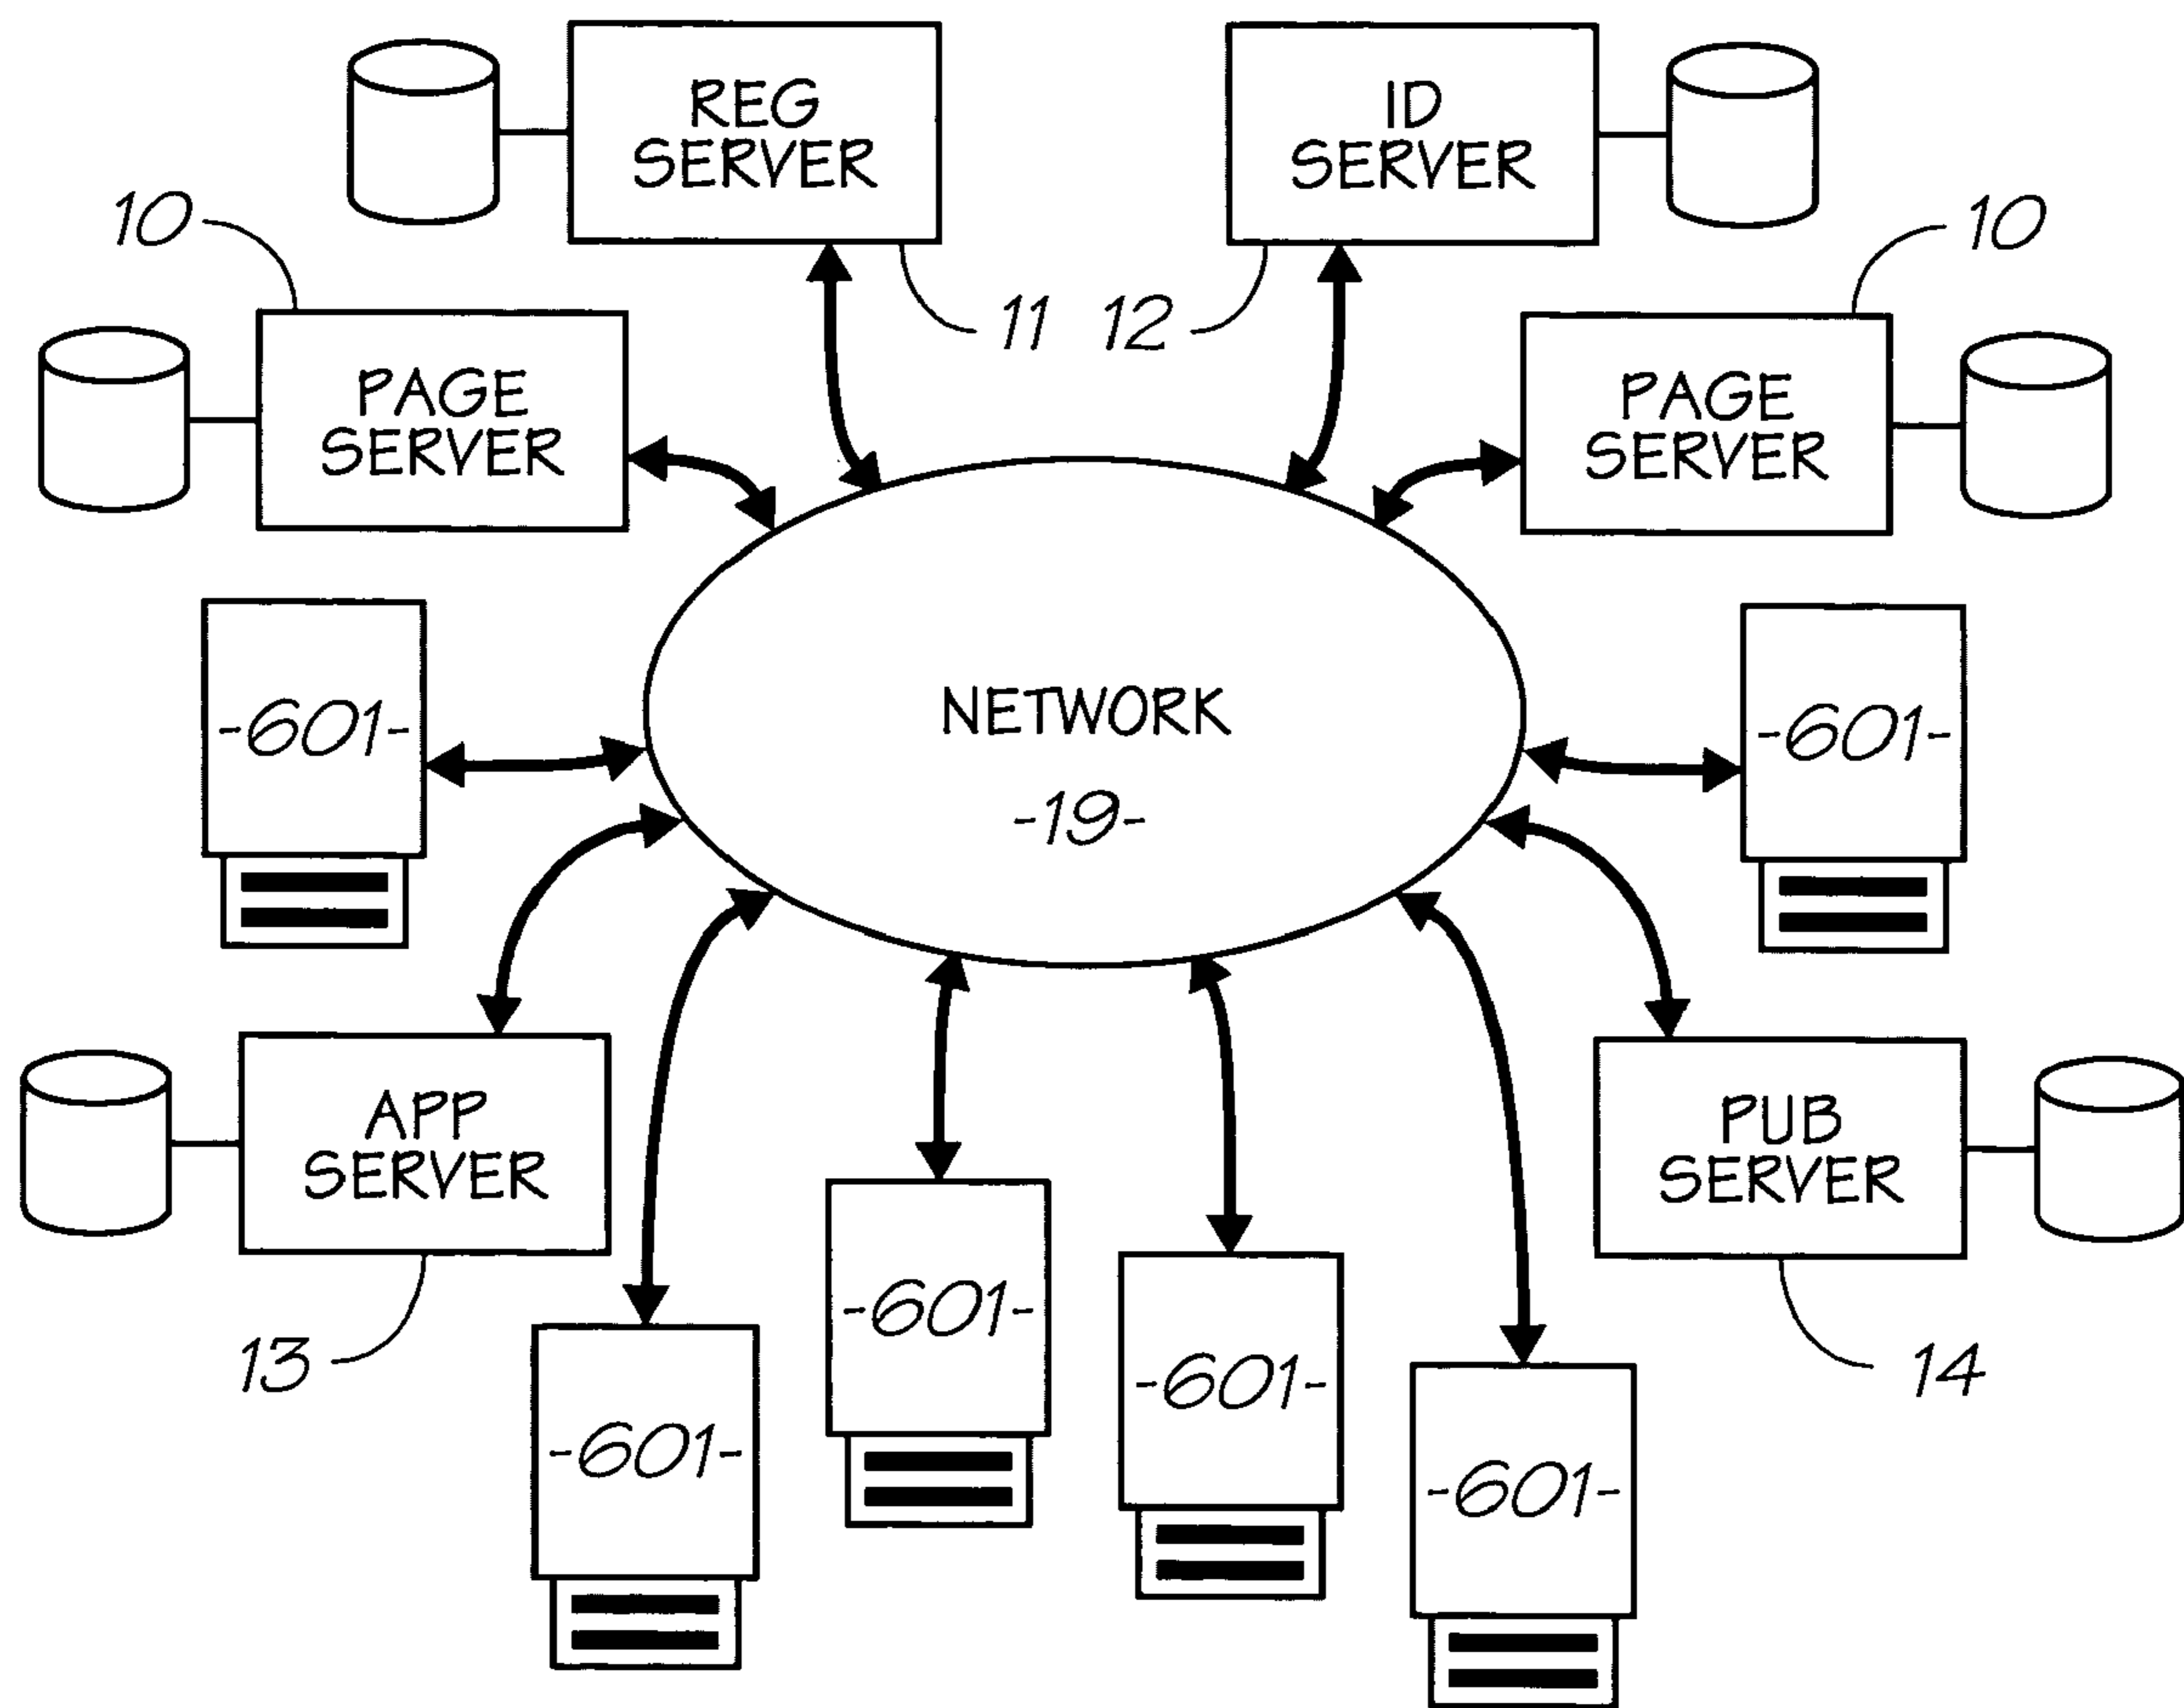 REG
SERVER
ID
SERVER
10
10
11
12
PAGE
SERVER
PAGE
SERVER
-601-
NETWORK
-19-
-601-
APP
SERVER
PUB
SERVER
13
14
-601-
-601-
-601-
-601-